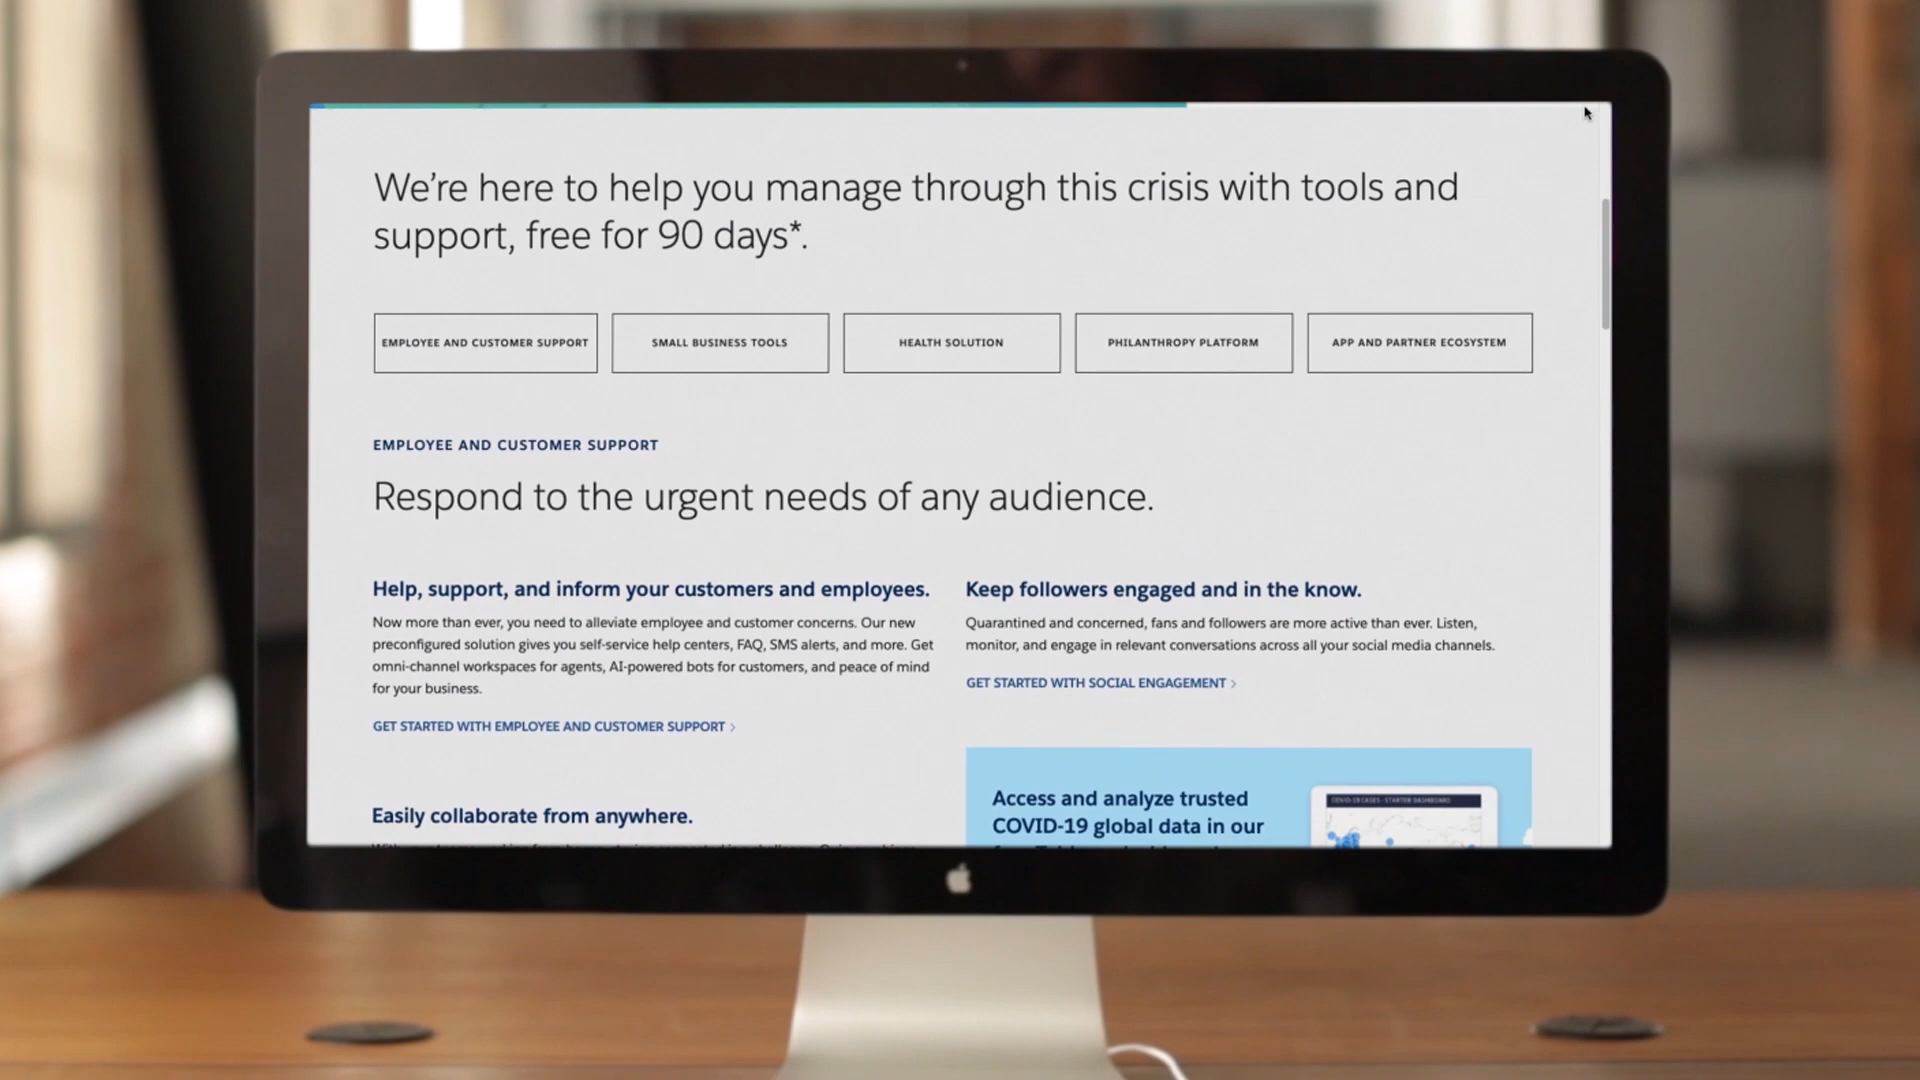 We're here to help you manage through this crisis with tools and
support, free for 90 days*.
EMPLOYEE AND CUSTOMER SUPPORT
SMALL BUSINESS TOOLS
HEALTH SOLUTION
PHILANTHROPY PLATFORM
APP AND PARTNER ECOSYSTEM
EMPLOYEE AND CUSTOMER SUPPORT
Respond to the urgent needs of any audience.
Help, support, and inform your customers and employees.
Now more than ever, you need to alleviate employee and customer concerns. Our new
preconfigured solution gives you self-service help centers, FAQ, SMS alerts, and more. Get
omni-channel workspaces for agents, AI-powered bots for customers, and peace of mind
for your business.
GET STARTED WITH EMPLOYEE AND CUSTOMER SUPPORT >
Easily collaborate from anywhere.
Keep followers engaged and in the know.
Quarantined and concerned, fans and followers are more active than ever. Listen,
monitor, and engage in relevant conversations across all your social media channels.
GET STARTED WITH SOCIAL ENGAGEMENT >
Access and analyze trusted
COVID-19 global data in our
COVID-19 CASES - STARTER DASHBOARD